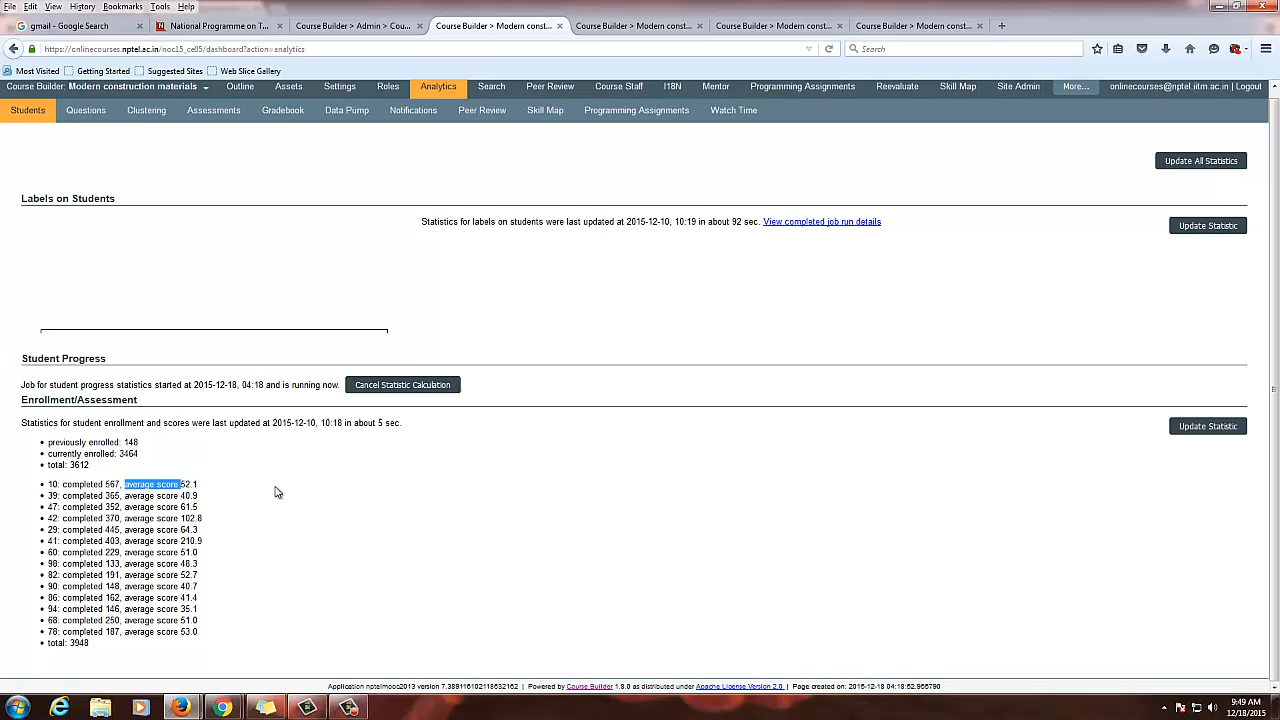 File Edit View History Bookmarks Tools Help
gmail - Google Search × National Programme on T... × Course Builder > Admin > Cou... × Course Builder > Modern const... × Course Builder > Modern const... × Course Builder > Modern const... × Course Builder > Modern const... × +
https://onlinecourses.nptel.ac.in/noc15_ce05/dashboard?action=analytics Search
Most Visited Getting Started Suggested Sites Web Slice Gallery
Course Builder: Modern construction materials Outline Assets Settings Roles Analytics Search Peer Review Course Staff I18N Mentor Programming Assignments Reevaluate Skill Map Site Admin More... onlinecourses@nptel.iitm.ac.in | Logout
Students Questions Clustering Assessments Gradebook Data Pump Notifications Peer Review Skill Map Programming Assignments Watch Time
Update All Statistics
Labels on Students
Statistics for labels on students were last updated at 2015-12-10, 10:19 in about 92 sec. View completed job run details
Update Statistic
Student Progress
Job for student progress statistics started at 2015-12-18, 04:18 and is running now. Cancel Statistic Calculation
Enrollment/Assessment
Statistics for student enrollment and scores were last updated at 2015-12-10, 10:18 in about 5 sec.
Update Statistic
• previously enrolled: 148
• currently enrolled: 3464
• total: 3612
• 10: completed 567, average score 52.1
• 39: completed 365, average score 40.9
• 47: completed 352, average score 61.5
• 42: completed 370, average score 102.8
• 29: completed 445, average score 64.3
• 41: completed 403, average score 210.9
• 60: completed 229, average score 51.0
• 98: completed 133, average score 48.3
• 82: completed 191, average score 52.7
• 90: completed 148, average score 40.7
• 86: completed 162, average score 41.4
• 94: completed 146, average score 35.1
• 68: completed 250, average score 51.0
• 78: completed 187, average score 53.0
• total: 3948
Application nptelmooc2013 version 7.389116102118632162 | Powered by Course Builder 1.8.0 as distributed under Apache License Version 2.0 | Page created on: 2015-12-18 04:18:52.955790
9:49 AM
12/18/2015